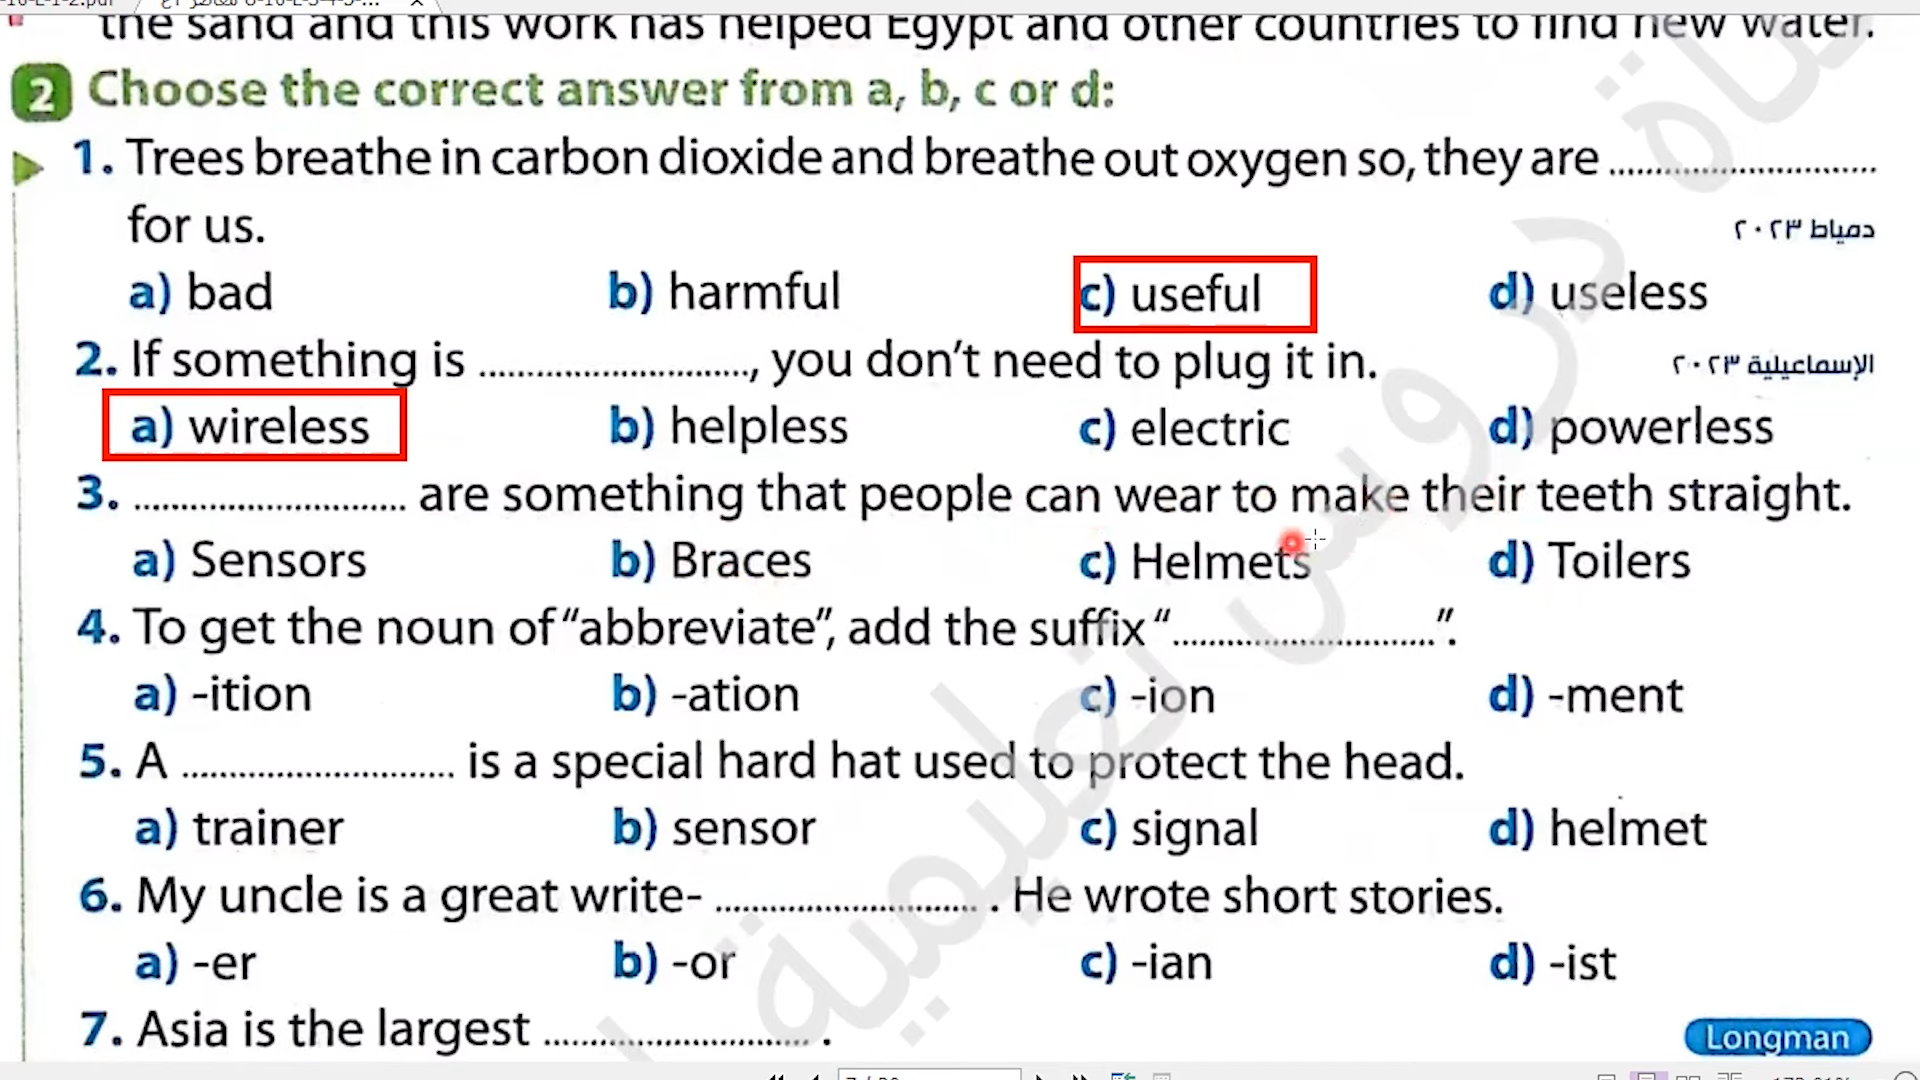 the sand and this work has helped Egypt and other countries to find new water.
2 Choose the correct answer from a, b, c or d:
1. Trees breathe in carbon dioxide and breathe out oxygen so, they are ..........................
for us. دمياط ٢٠٢٣
a) bad b) harmful c) useful d) useless
2. If something is .........................., you don't need to plug it in. الإسماعيلية ٢٠٢٣
a) wireless b) helpless c) electric d) powerless
3. .......................... are something that people can wear to make their teeth straight.
a) Sensors b) Braces c) Helmets d) Toilers
4. To get the noun of “abbreviate”, add the suffix “..........................”.
a) -ition b) -ation c) -ion d) -ment
5. A .......................... is a special hard hat used to protect the head.
a) trainer b) sensor c) signal d) helmet
6. My uncle is a great write- .......................... . He wrote short stories.
a) -er b) -or c) -ian d) -ist
7. Asia is the largest .......................... .
Longman
دروس تعليمية